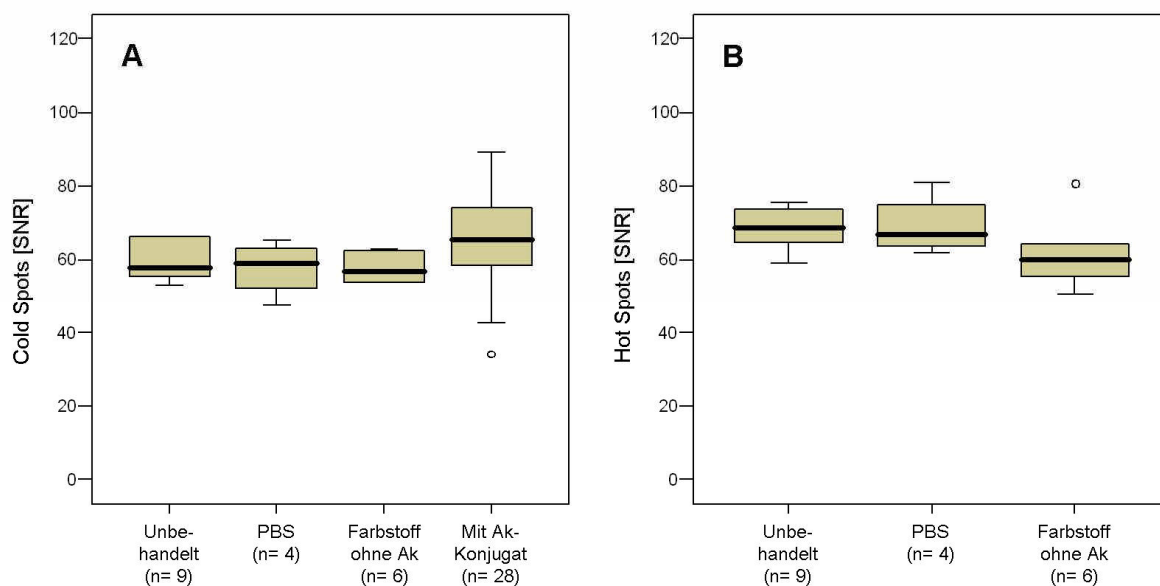 A
Cold Spots [SNR]
120
100
80
60
40
20
0
Unbe-
handelt
(n= 9)
PBS
(n= 4)
Farbstoff
ohne Ak
(n= 6)
Mit Ak-
Konjugat
(n= 28)
B
Hot Spots [SNR]
120
100
80
60
40
20
0
Unbe-
handelt
(n= 9)
PBS
(n= 4)
Farbstoff
ohne Ak
(n= 6)